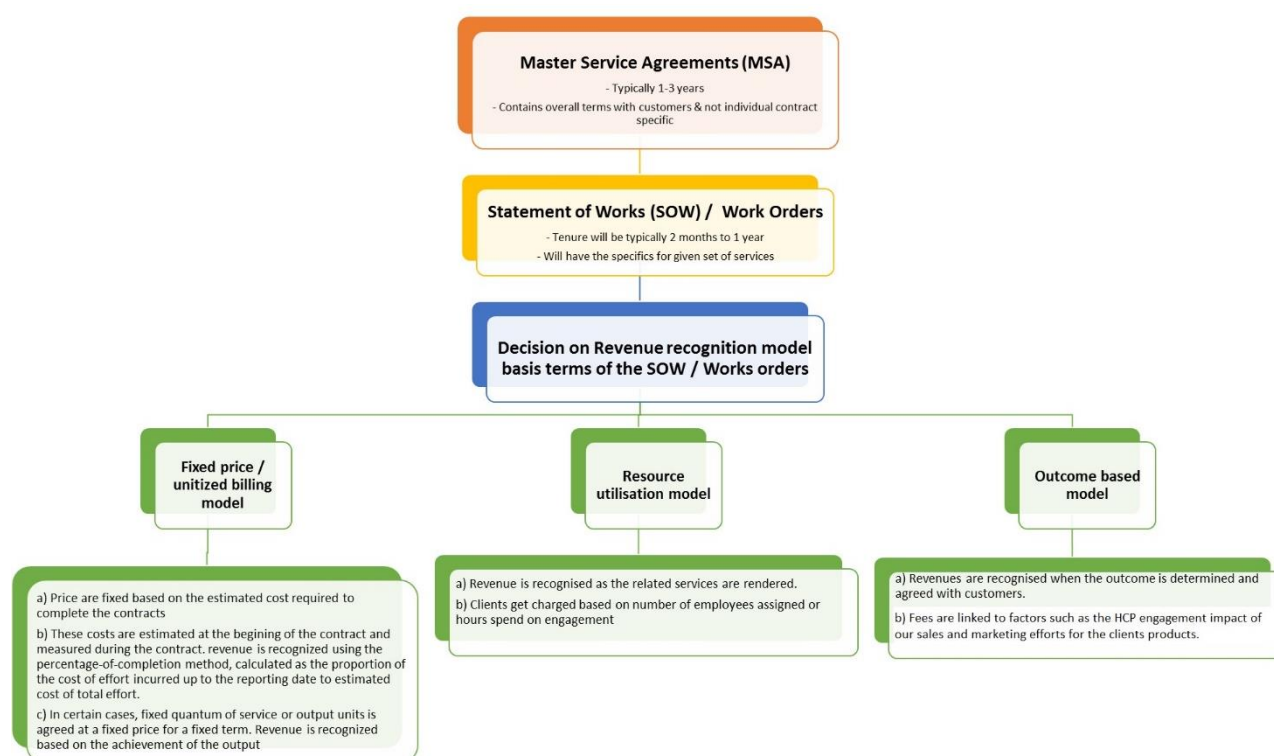 Master Service Agreements (MSA)
- Typically 1-3 years
- Contains overall terms with customers & not individual contract
specific
Statement of Works (SOW) / Work Orders
- Tenure will be typically 2 months to 1 year
- Will have the specifics for given set of services
Decision on Revenue recognition model
basis terms of the SOW / Works orders
Fixed price /
unitized billing
model
Resource
utilisation model
Outcome based
model
a) Price are fixed based on the estimated cost required to
complete the contracts
b) These costs are estimated at the begining of the contract and
measured during the contract. revenue is recognized using the
percentage-of-completion method, calculated as the proportion of
the cost of effort incurred up to the reporting date to estimated
cost of total effort.
c) In certain cases, fixed quantum of service or output units is
agreed at a fixed price for a fixed term. Revenue is recognized
based on the achievement of the output
a) Revenue is recognised as the related services are rendered.
b) Clients get charged based on number of employees assigned or
hours spend on engagement
a) Revenues are recognised when the outcome is determined and
agreed with customers.
b) Fees are linked to factors such as the HCP engagement impact of
our sales and marketing efforts for the clients products.